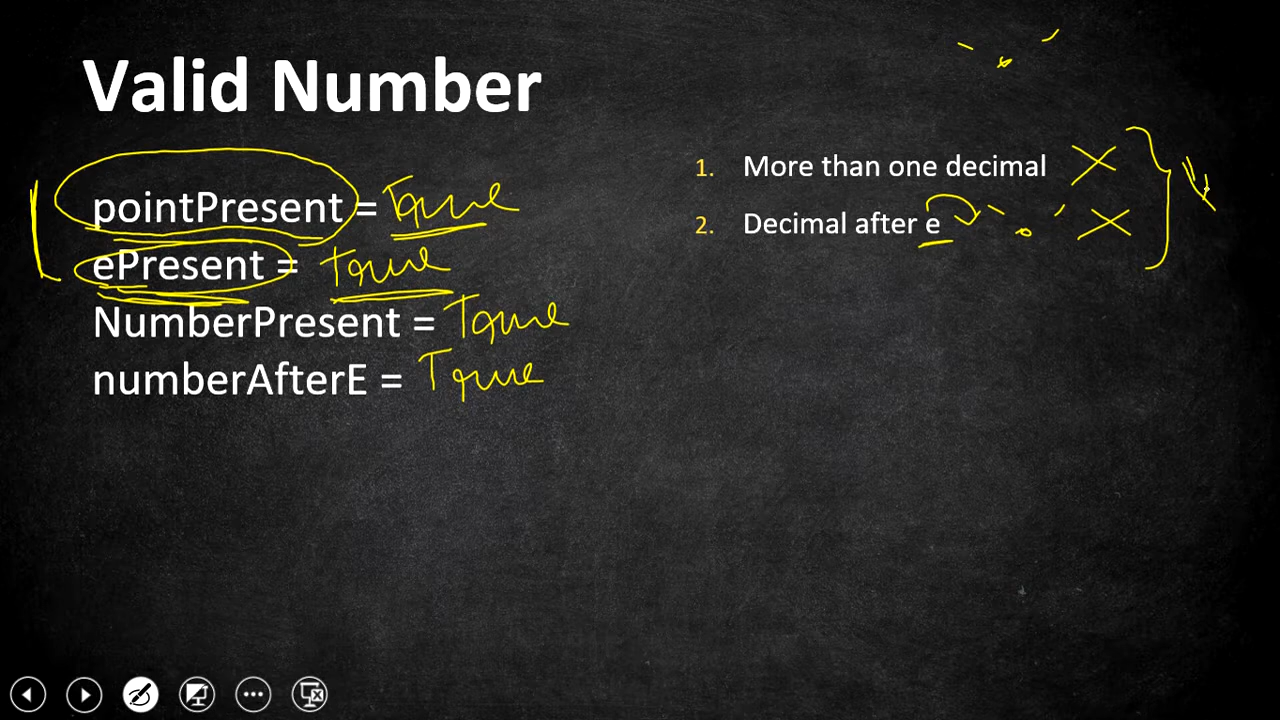 Valid Number
pointPresent = True
ePresent = true
NumberPresent = True
numberAfterE = True
1. More than one decimal
2. Decimal after e